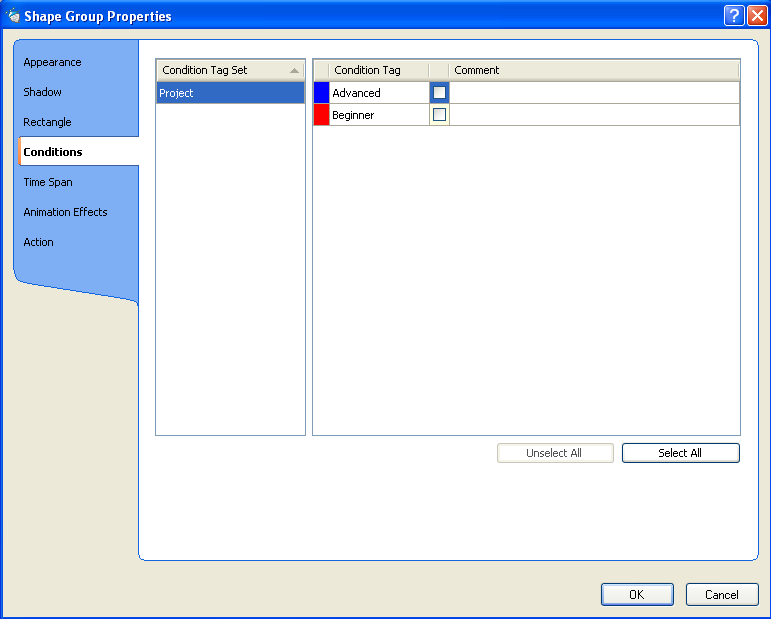 Shape Group Properties
Appearance
Shadow
Rectangle
Conditions
Time Span
Animation Effects
Action
Condition Tag Set
Project
Condition Tag Comment
Advanced
Beginner
Unselect All Select All
OK Cancel